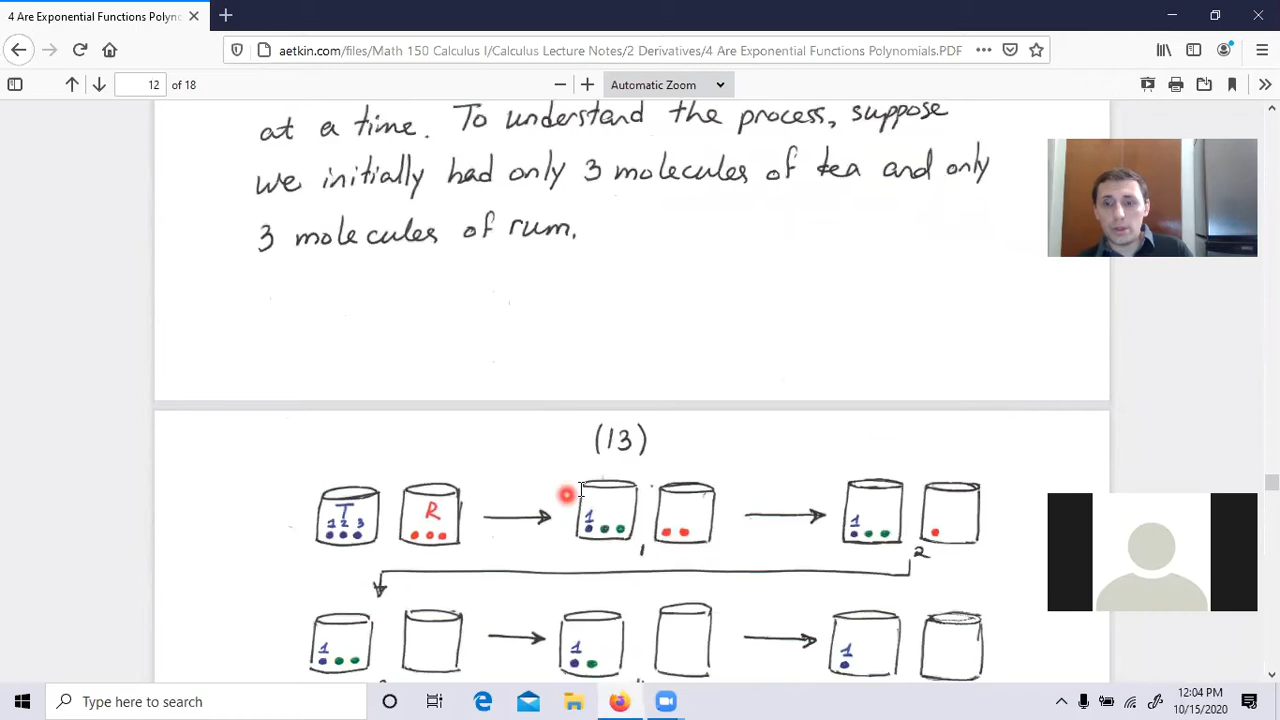 4 Are Exponential Functions Polyno
aetkin.com/files/Math 150 Calculus I/Calculus Lecture Notes/2 Derivatives/4 Are Exponential Functions Polynomials.PDF
12 of 18
Automatic Zoom
at a time. To understand the process, suppose
we initially had only 3 molecules of tea and only
3 molecules of rum.
(13)
T R
1 2 3 1 1
1 2
1 1 1
Type here to search
12:04 PM
10/15/2020